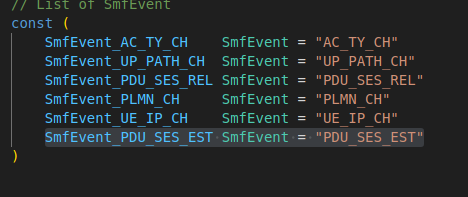 // List of SmfEvent
const (
SmfEvent_AC_TY_CH SmfEvent = "AC_TY_CH"
SmfEvent_UP_PATH_CH SmfEvent = "UP_PATH_CH"
SmfEvent_PDU_SES_REL SmfEvent = "PDU_SES_REL"
SmfEvent_PLMN_CH SmfEvent = "PLMN_CH"
SmfEvent_UE_IP_CH SmfEvent = "UE_IP_CH"
SmfEvent_PDU_SES_EST SmfEvent = "PDU_SES_EST"
)